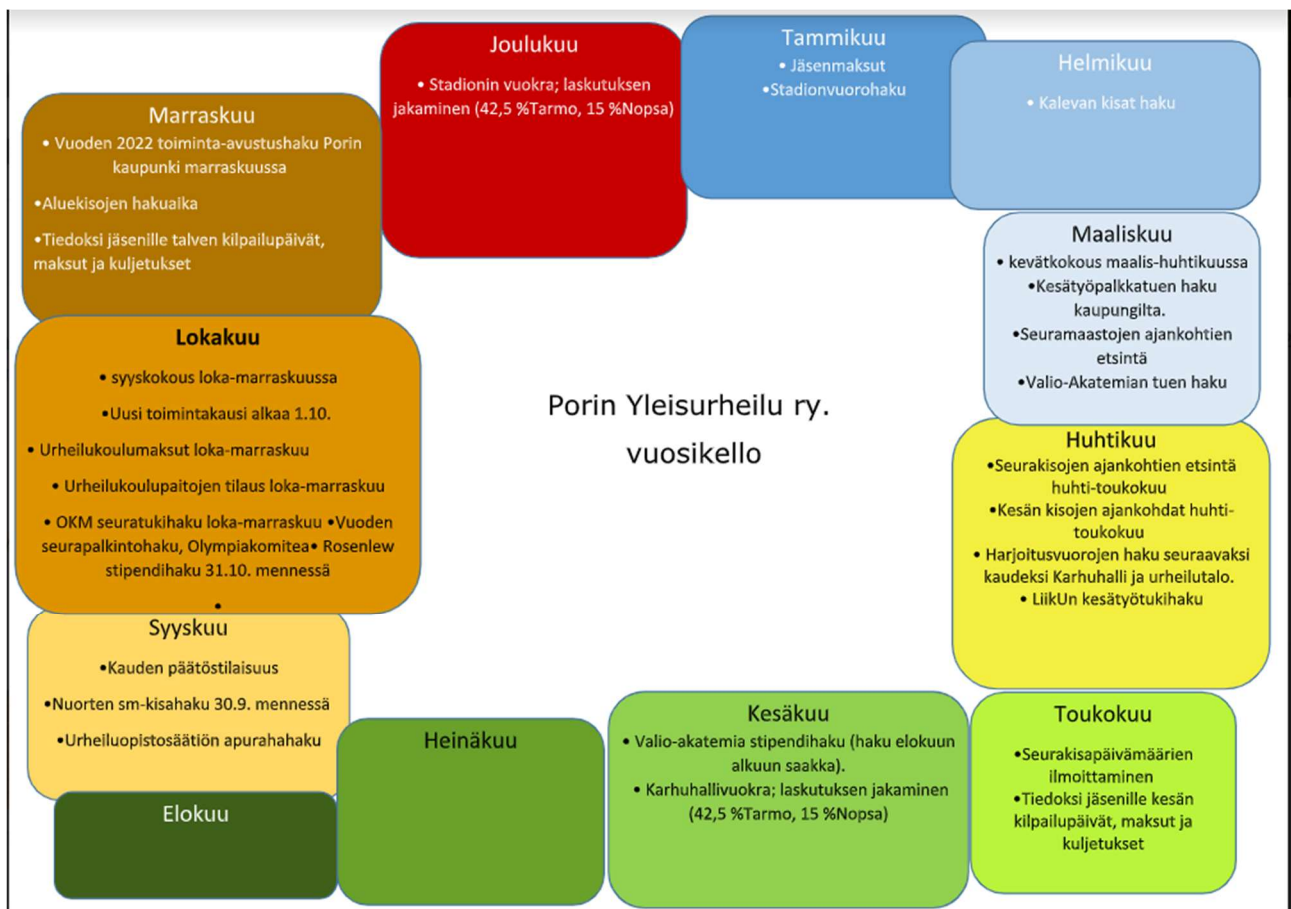 Joulukuu
• Stadionin vuokra; laskutuksen
jakaminen (42,5 %Tarmo, 15 %Nopsa)
Tammikuu
• Jäsenmaksut
•Stadionvuorohaku
Helmikuu
• Kalevan kisat haku
Marraskuu
• Vuoden 2022 toiminta-avustushaku Porin
kaupunki marraskuussa
•Aluekisojen hakuaika
•Tiedoksi jäsenille talven kilpailupäivät,
maksut ja kuljetukset
Maaliskuu
• kevätkokous maalis-huhtikuussa
•Kesätyöpalkkatuen haku
kaupungilta.
•Seuramaastojen ajankohtien
etsintä
•Valio-Akatemian tuen haku
Lokakuu
• syyskokous loka-marraskuussa
•Uusi toimintakausi alkaa 1.10.
• Urheilukoulumaksut loka-marraskuu
• Urheilukoulupaitojen tilaus loka-marraskuu
• OKM seuratukihaku loka-marraskuu •Vuoden
seurapalkintohaku, Olympiakomitea• Rosenlew
stipendihaku 31.10. mennessä
•
Porin Yleisurheilu ry.
vuosikello
Huhtikuu
•Seurakisojen ajankohtien etsintä
huhti-toukokuu
•Kesän kisojen ajankohdat huhti-
toukokuu
• Harjoitusvuorojen haku seuraavaksi
kaudeksi Karhuhalli ja urheilutalo.
• LiikUn kesätyötukihaku
Syyskuu
•Kauden päätöstilaisuus
•Nuorten sm-kisahaku 30.9. mennessä
•Urheiluopistosäätiön apurahahaku
Heinäkuu
Kesäkuu
• Valio-akatemia stipendihaku (haku elokuun
alkuun saakka).
• Karhuhallivuokra; laskutuksen jakaminen
(42,5 %Tarmo, 15 %Nopsa)
Toukokuu
•Seurakisapäivämäärien
ilmoittaminen
•Tiedoksi jäsenille kesän
kilpailupäivät, maksut ja
kuljetukset
Elokuu